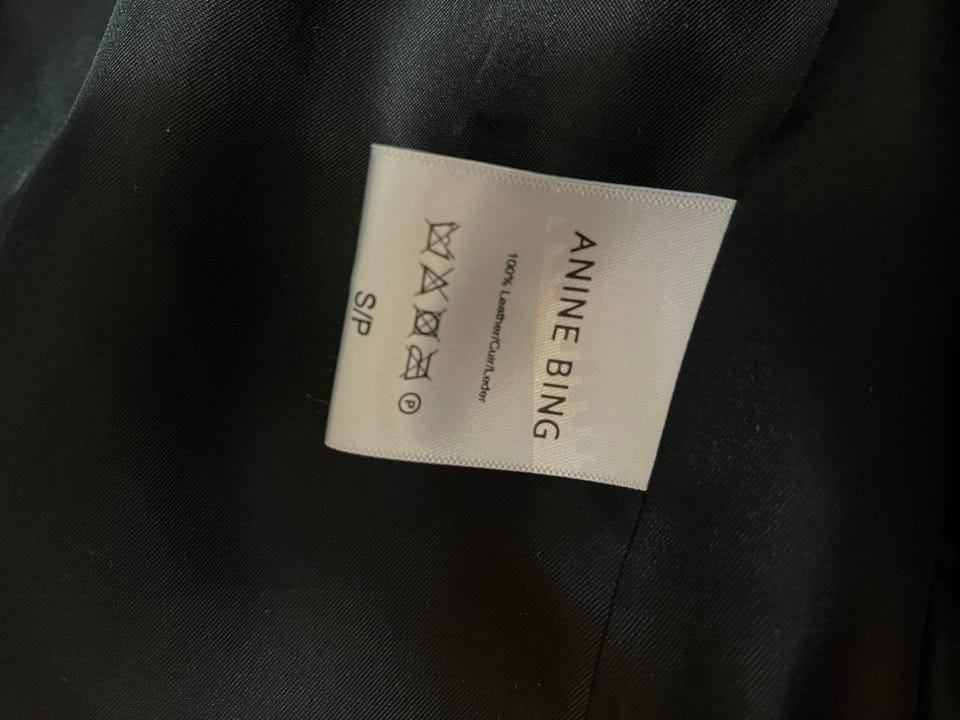 ANINE BING
100% Leather/Cuir/Leder
P
S/P